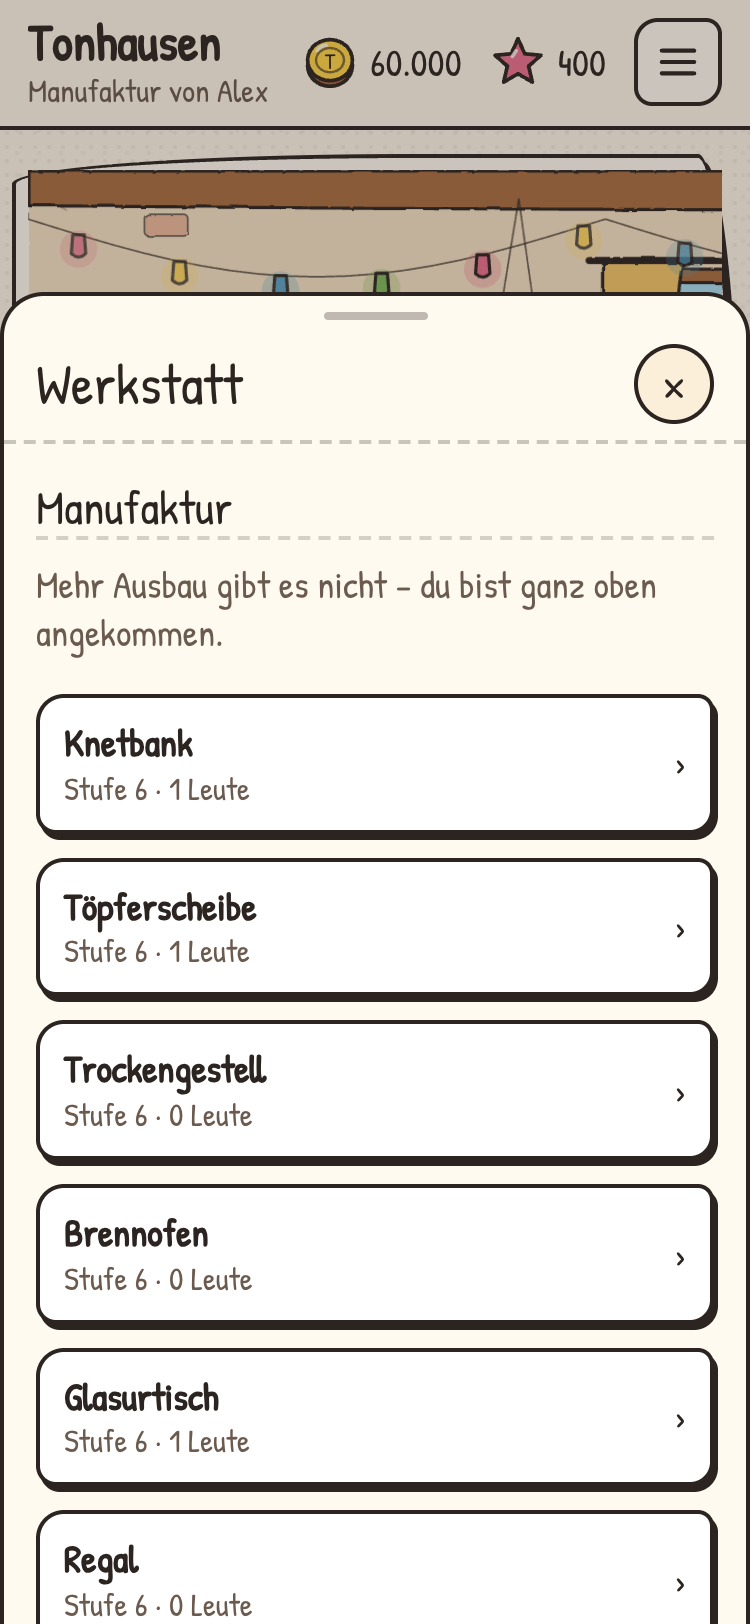 Tonhausen
Manufaktur von Alex
T
60.000
400
Werkstatt
×
Manufaktur
Mehr Ausbau gibt es nicht – du bist ganz oben
angekommen.
Knetbank
Stufe 6 · 1 Leute
›
Töpferscheibe
Stufe 6 · 1 Leute
›
Trockengestell
Stufe 6 · 0 Leute
›
Brennofen
Stufe 6 · 0 Leute
›
Glasurtisch
Stufe 6 · 1 Leute
›
Regal
Stufe 6 · 0 Leute
›